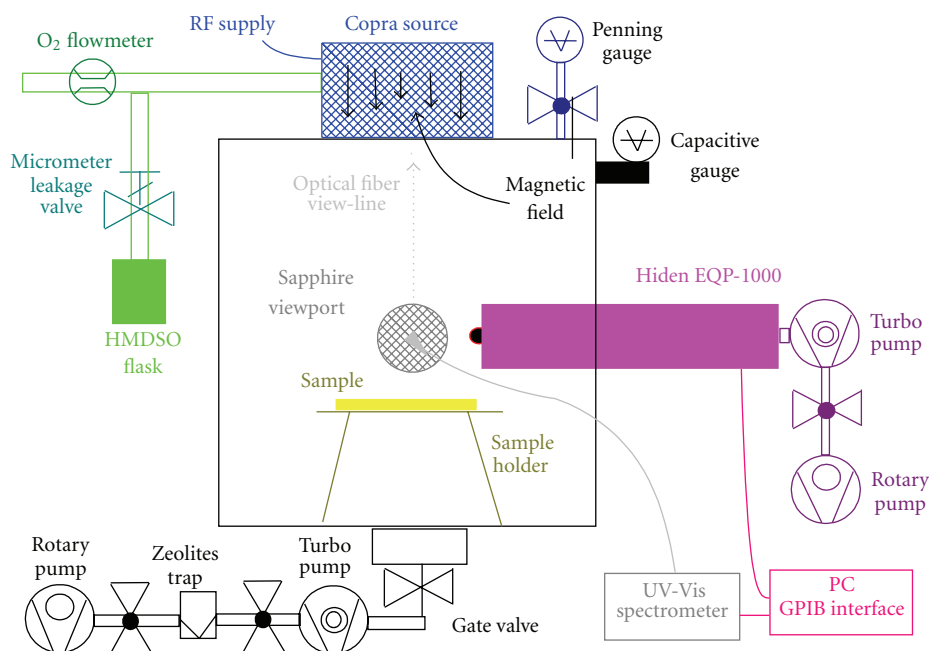 RF supply
Copra source
O₂ flowmeter
Penning
gauge
Capacitive
gauge
Micrometer
leakage
valve
Optical fiber
view-line
Magnetic
field
Sapphire
viewport
Hiden EQP-1000
Turbo
pump
HMDSO
flask
Sample
Sample
holder
Rotary
pump
Rotary
pump
Zeolites
trap
Turbo
pump
Gate valve
UV-Vis
spectrometer
PC
GPIB interface